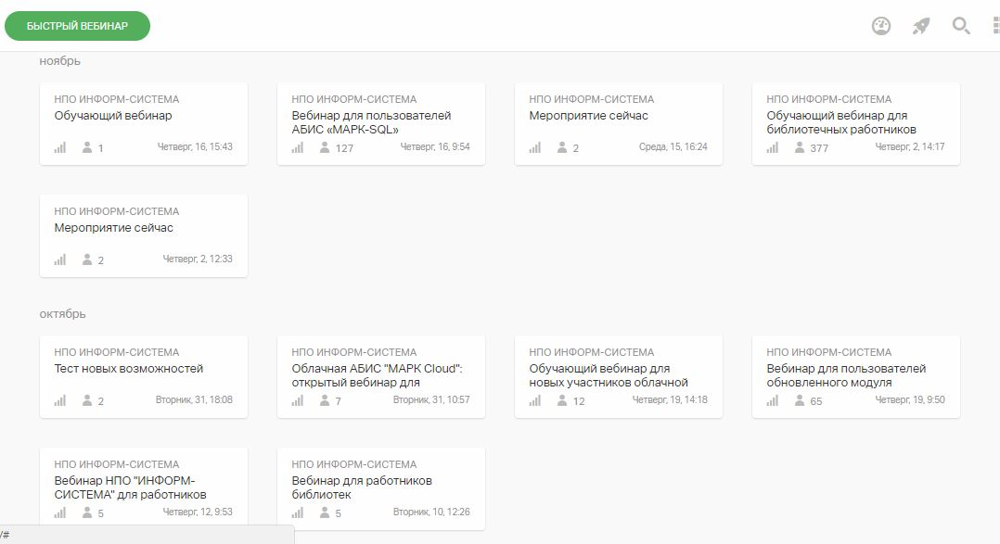 БЫСТРЫЙ ВЕБИНАР
ноябрь
НПО ИНФОРМ-СИСТЕМА
Обучающий вебинар
1 Четверг, 16, 15:43
НПО ИНФОРМ-СИСТЕМА
Вебинар для пользователей
АБИС «МАРК-SQL»
127 Четверг, 16, 9:54
НПО ИНФОРМ-СИСТЕМА
Мероприятие сейчас
2 Среда, 15, 16:24
НПО ИНФОРМ-СИСТЕМА
Обучающий вебинар для
библиотечных работников
377 Четверг, 2, 14:17
НПО ИНФОРМ-СИСТЕМА
Мероприятие сейчас
2 Четверг, 2, 12:33
октябрь
НПО ИНФОРМ-СИСТЕМА
Тест новых возможностей
2 Вторник, 31, 18:08
НПО ИНФОРМ-СИСТЕМА
Облачная АБИС "МАРК Cloud":
открытый вебинар для
7 Вторник, 31, 10:57
НПО ИНФОРМ-СИСТЕМА
Обучающий вебинар для
новых участников облачной
12 Четверг, 19, 14:18
НПО ИНФОРМ-СИСТЕМА
Вебинар для пользователей
обновленного модуля
65 Четверг, 19, 9:50
НПО ИНФОРМ-СИСТЕМА
Вебинар НПО "ИНФОРМ-
СИСТЕМА" для работников
5 Четверг, 12, 9:53
НПО ИНФОРМ-СИСТЕМА
Вебинар для работников
библиотек
5 Вторник, 10, 12:26
/#